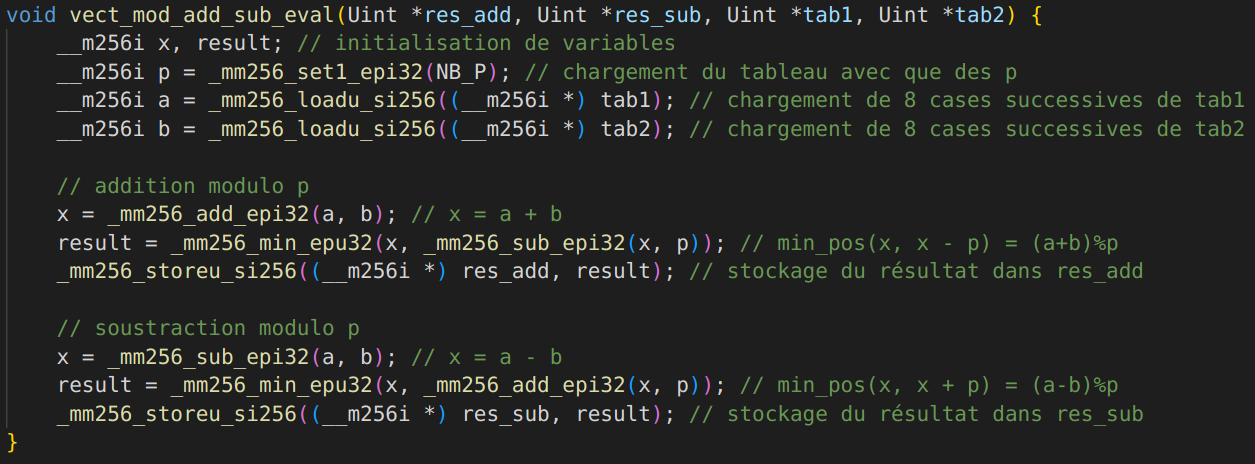 void vect_mod_add_sub_eval(Uint *res_add, Uint *res_sub, Uint *tab1, Uint *tab2) {
    __m256i x, result; // initialisation de variables
    __m256i p = _mm256_set1_epi32(NB_P); // chargement du tableau avec que des p
    __m256i a = _mm256_loadu_si256((__m256i *) tab1); // chargement de 8 cases successives de tab1
    __m256i b = _mm256_loadu_si256((__m256i *) tab2); // chargement de 8 cases successives de tab2

    // addition modulo p
    x = _mm256_add_epi32(a, b); // x = a + b
    result = _mm256_min_epu32(x, _mm256_sub_epi32(x, p)); // min_pos(x, x - p) = (a+b)%p
    _mm256_storeu_si256((__m256i *) res_add, result); // stockage du résultat dans res_add

    // soustraction modulo p
    x = _mm256_sub_epi32(a, b); // x = a - b
    result = _mm256_min_epu32(x, _mm256_add_epi32(x, p)); // min_pos(x, x + p) = (a-b)%p
    _mm256_storeu_si256((__m256i *) res_sub, result); // stockage du résultat dans res_sub
}